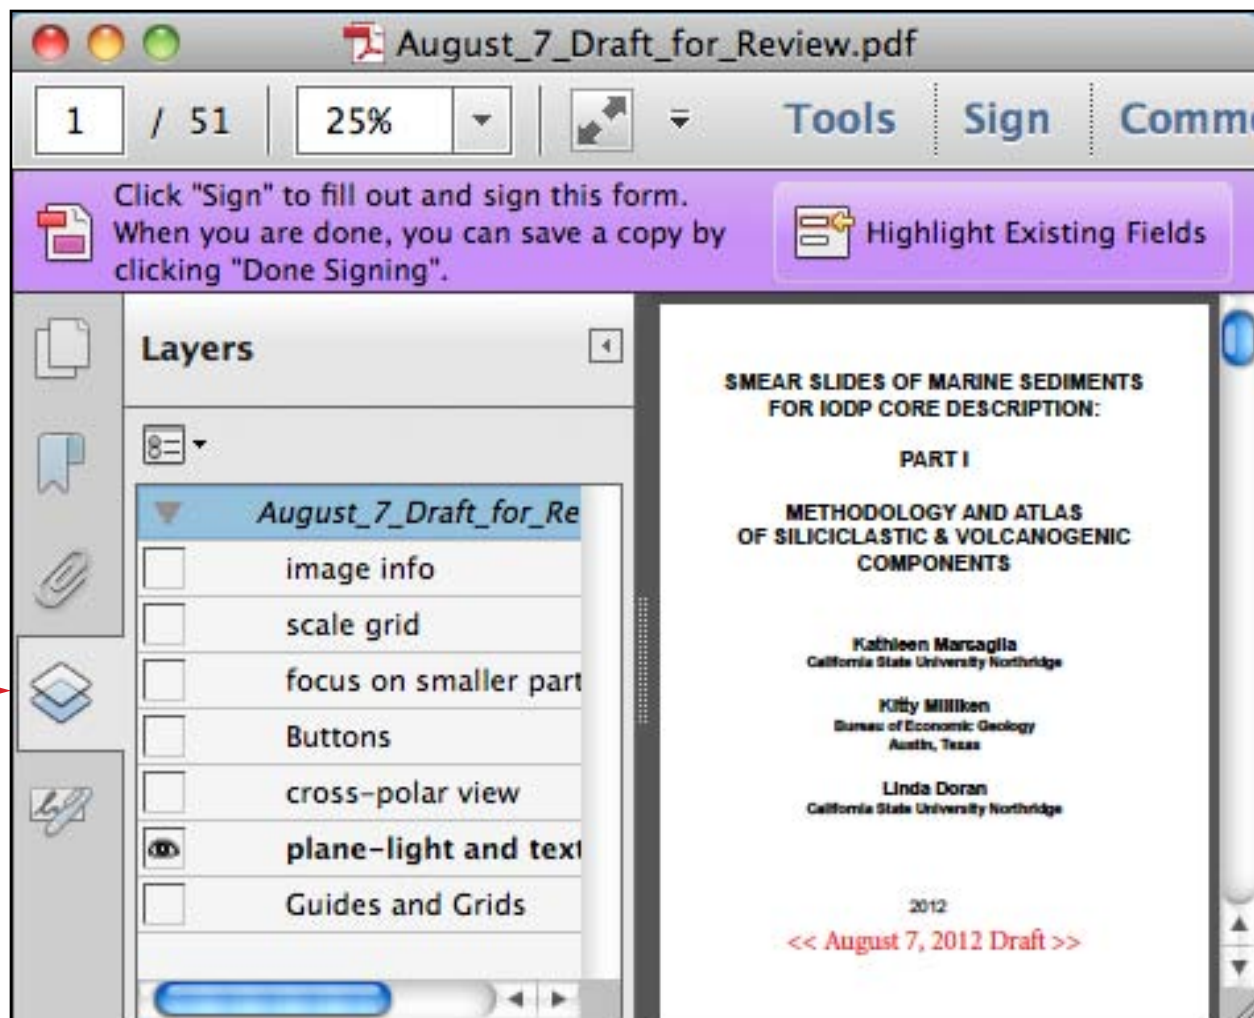 August_7_Draft_for_Review.pdf
1 / 51 25% Tools Sign Comme
Click "Sign" to fill out and sign this form.
When you are done, you can save a copy by
clicking "Done Signing".
Highlight Existing Fields
Layers
August_7_Draft_for_Re
image info
scale grid
focus on smaller part
Buttons
cross-polar view
plane-light and text
Guides and Grids
SMEAR SLIDES OF MARINE SEDIMENTS
FOR IODP CORE DESCRIPTION:
PART I
METHODOLOGY AND ATLAS
OF SILICICLASTIC & VOLCANOGENIC
COMPONENTS
Kathleen Marsaglia
California State University Northridge
Kitty Milliken
Bureau of Economic Geology
Austin, Texas
Linda Doran
California State University Northridge
2012
<< August 7, 2012 Draft >>